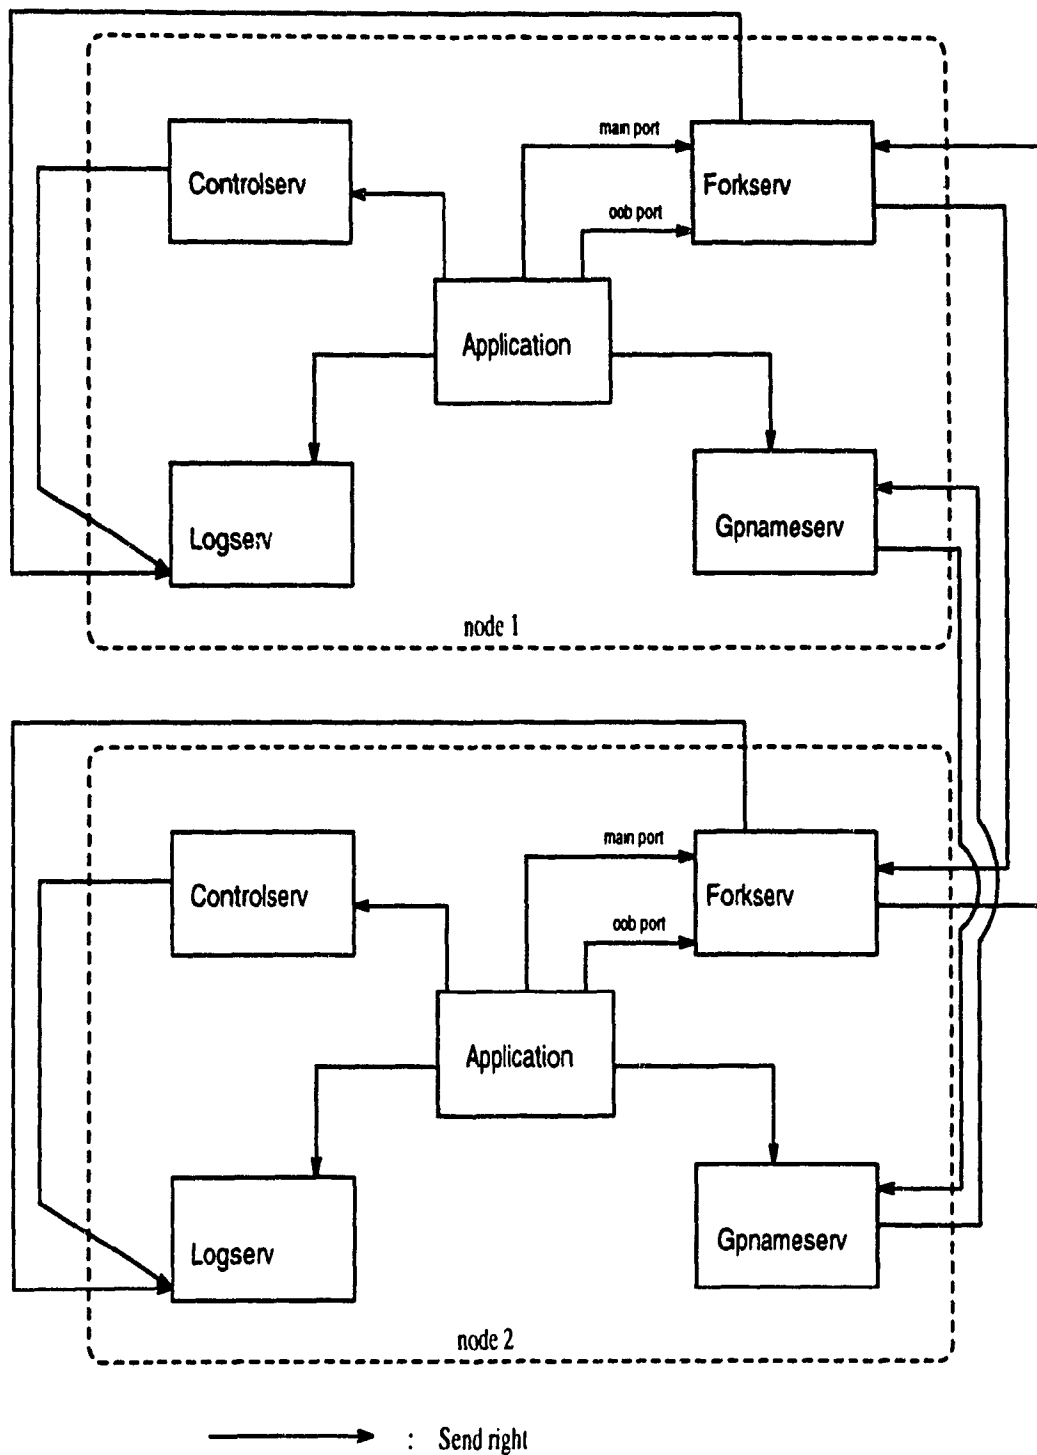 main port
Controlserv
Forkserv
oob port
Application
Logserv
Gpnameserv
node 1
main port
Controlserv
Forkserv
oob port
Application
Logserv
Gpnameserv
node 2
: Send right